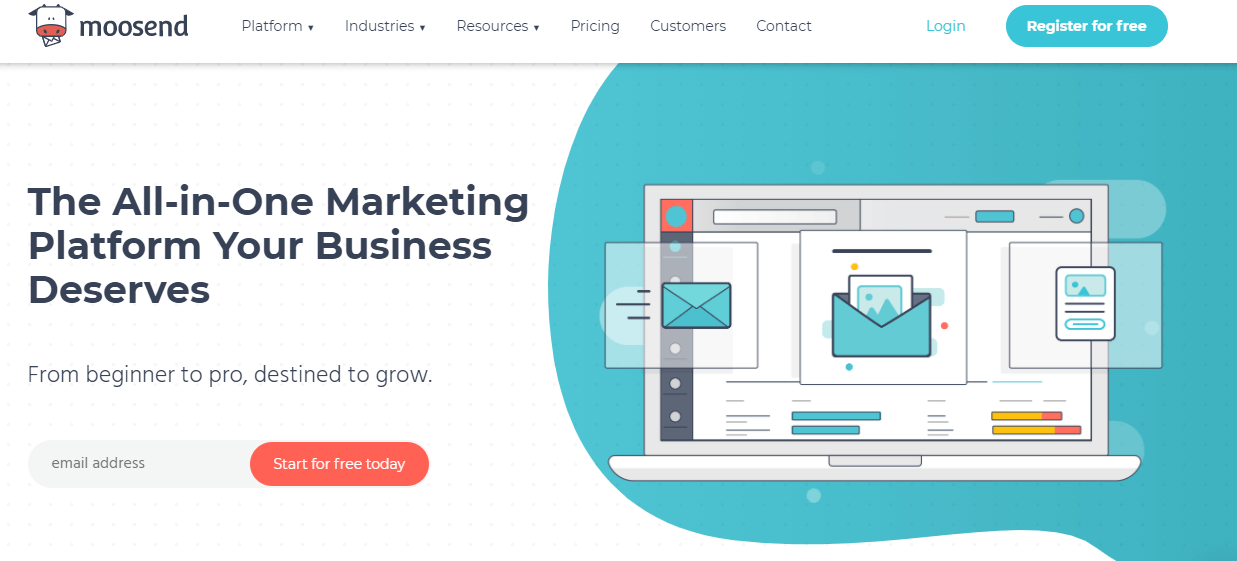 moosend
Platform ▾
Industries ▾
Resources ▾
Pricing
Customers
Contact
Login
Register for free
The All-in-One Marketing
Platform Your Business
Deserves
From beginner to pro, destined to grow.
email address
Start for free today